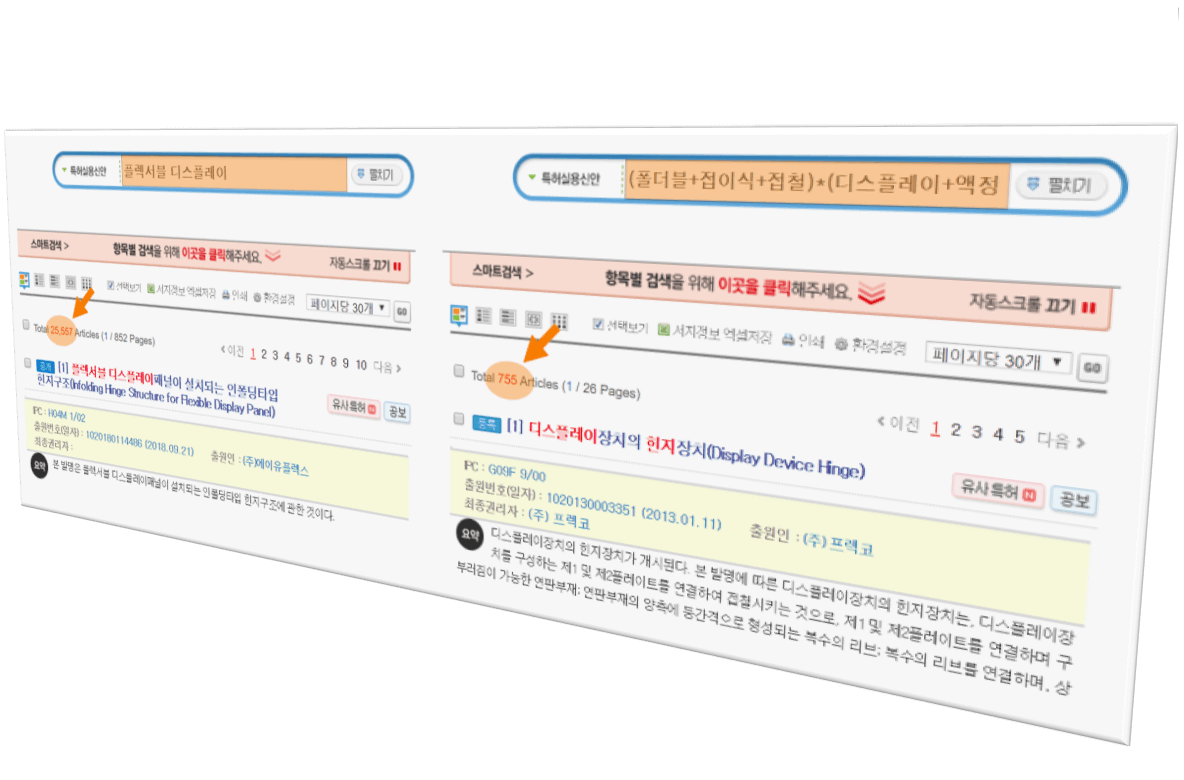 특허실용신안 플렉서블 디스플레이 펼치기
스마트검색 > 항목별 검색을 위해 이곳을 클릭해주세요. 자동스크롤 끄기
선택보기 서지정보 엑셀저장 인쇄 환경설정 페이지당 30개 GO
Total 25,557 Articles (1 / 852 Pages)
이전 1 2 3 4 5 6 7 8 9 10 다음
공개 [1] 플렉서블 디스플레이패널이 설치되는 인폴딩타입
힌지구조(Infolding Hinge Structure for Flexible Display Panel)
유사특허 N 공보
IPC : H04M 1/02
출원번호(일자) : 1020180114486 (2018.09.21) 출원인 : (주)에이유플렉스
최종권리자 :
요약 본 발명은 플렉서블 디스플레이패널이 설치되는 인폴딩타입 힌지구조에 관한 것이다.
특허실용신안 (폴더블+접이식+접철)*(디스플레이+액정 펼치기
스마트검색 > 항목별 검색을 위해 이곳을 클릭해주세요. 자동스크롤 끄기
선택보기 서지정보 엑셀저장 인쇄 환경설정 페이지당 30개 GO
Total 755 Articles (1 / 26 Pages)
이전 1 2 3 4 5 다음
등록 [1] 디스플레이장치의 힌지장치(Display Device Hinge)
유사특허 N 공보
IPC : G09F 9/00
출원번호(일자) : 1020130003351 (2013.01.11) 출원인 : (주) 프렉코
최종권리자 : (주) 프렉코
요약 디스플레이장치의 힌지장치가 개시된다. 본 발명에 따른 디스플레이장치의 힌지장치는, 디스플레이장
치를 구성하는 제1 및 제2플레이트를 연결하여 접철시키는 것으로, 제1 및 제2플레이트를 연결하며 구
부러짐이 가능한 연판부재; 연판부재의 양측에 등간격으로 형성되는 복수의 리브; 복수의 리브를 연결하며, 상